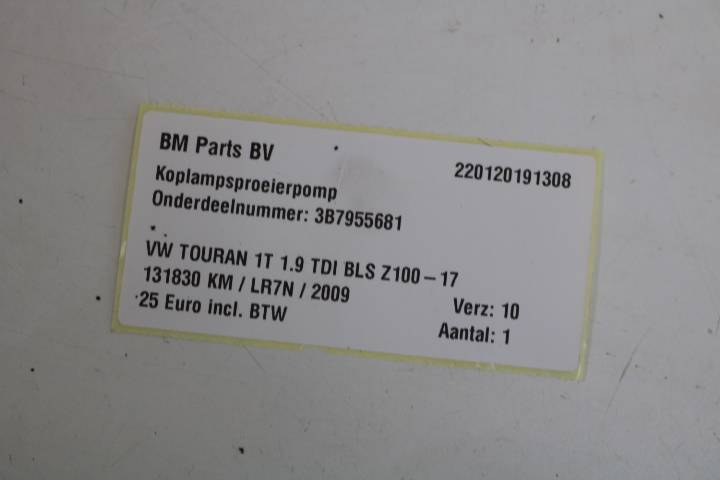 BM Parts BV
220120191308
Koplampsproeierpomp
Onderdeelnummer: 3B7955681
VW TOURAN 1T 1.9 TDI BLS Z100-17
131830 KM / LR7N / 2009
Verz: 10
25 Euro incl. BTW
Aantal: 1